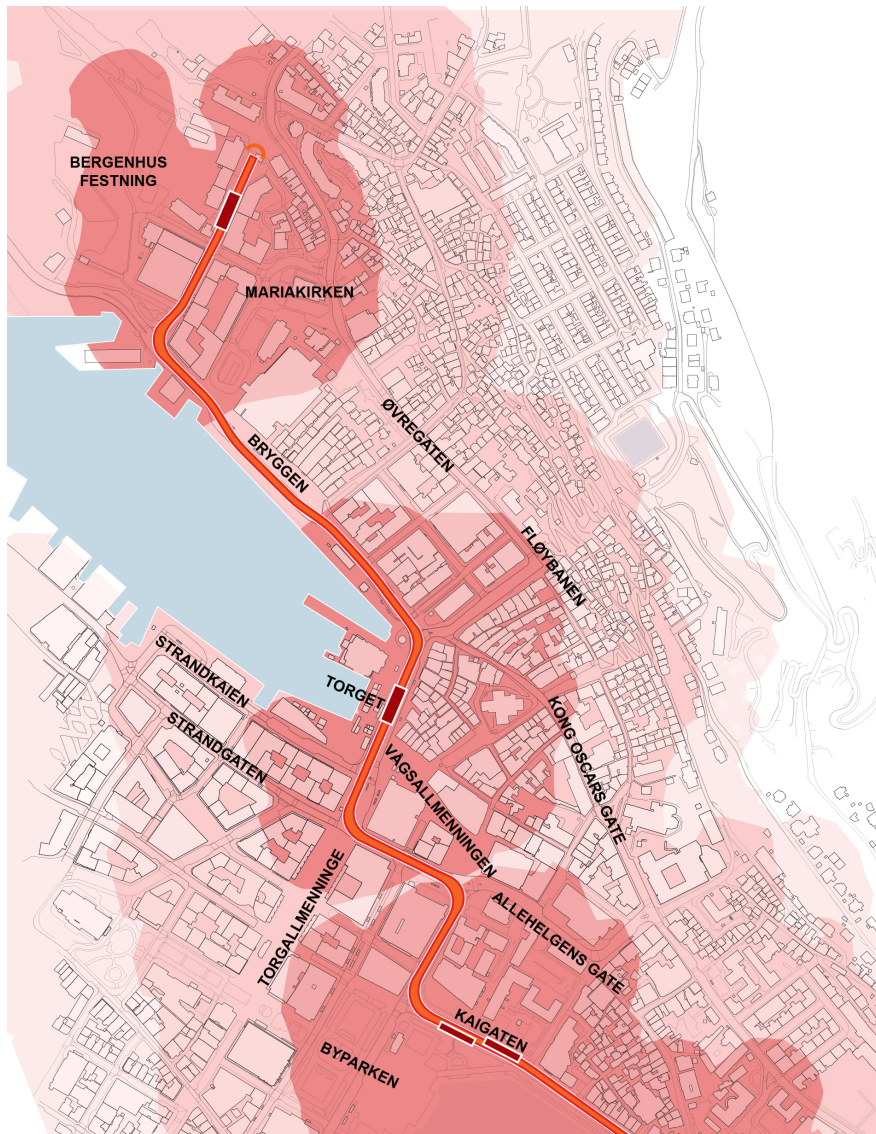 BERGENHUS
FESTNING
MARIAKIRKEN
ØVREGATEN
BRYGGEN
FLØYBANEN
STRANDKAIEN
TORGET
STRANDGATEN
KONG OSCARS GATE
VÅGSALLMENNINGEN
TORGALLMENNINGE
ALLEHELGENS GATE
KAIGATEN
BYPARKEN